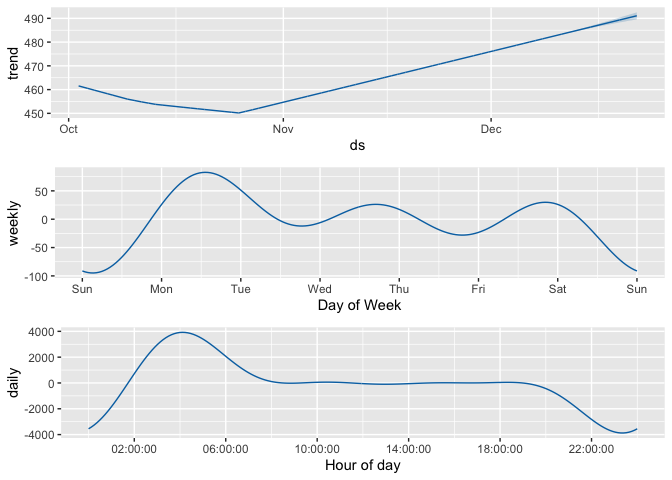 490
480
470
460
450
trend
Oct Nov Dec
ds
50
0
-50
-100
weekly
Sun Mon Tue Wed Thu Fri Sat Sun
Day of Week
4000
2000
0
-2000
-4000
daily
02:00:00 06:00:00 10:00:00 14:00:00 18:00:00 22:00:00
Hour of day